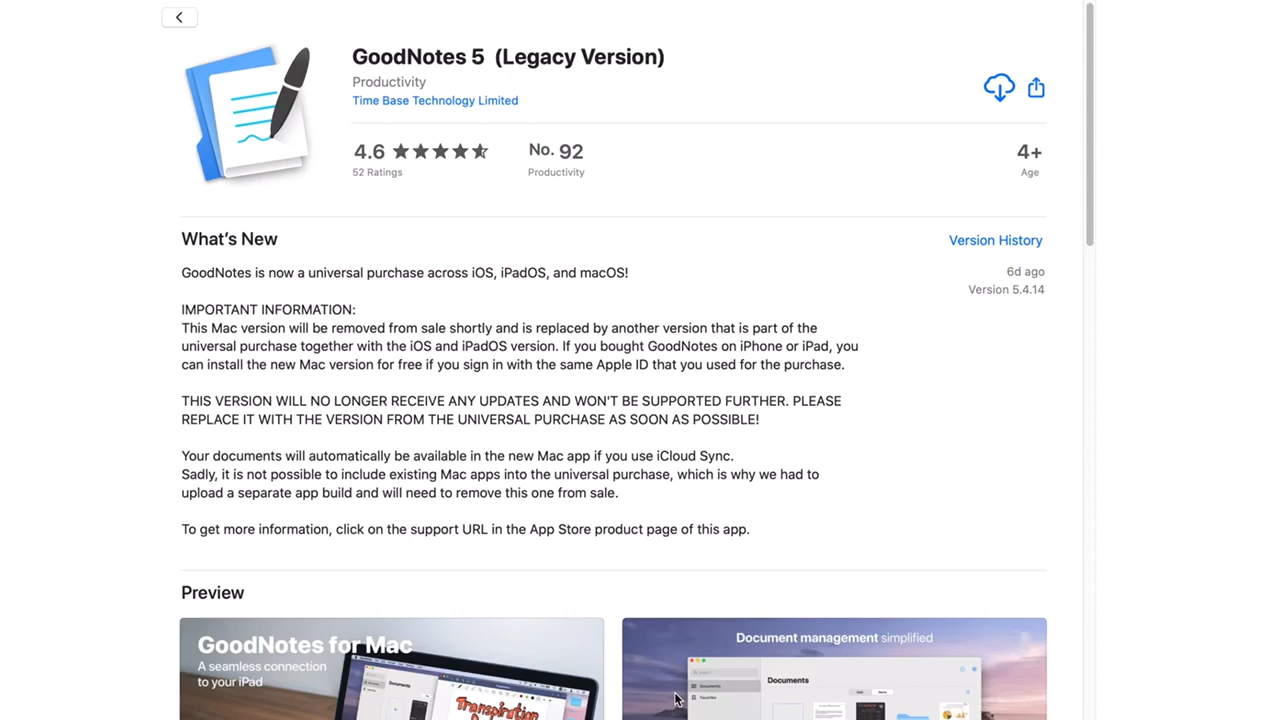 GoodNotes 5 (Legacy Version)
Productivity
Time Base Technology Limited
4.6
52 Ratings
No. 92
Productivity
4+
Age
What's New
Version History
GoodNotes is now a universal purchase across iOS, iPadOS, and macOS!
6d ago
Version 5.4.14
IMPORTANT INFORMATION:
This Mac version will be removed from sale shortly and is replaced by another version that is part of the
universal purchase together with the iOS and iPadOS version. If you bought GoodNotes on iPhone or iPad, you
can install the new Mac version for free if you sign in with the same Apple ID that you used for the purchase.
THIS VERSION WILL NO LONGER RECEIVE ANY UPDATES AND WON'T BE SUPPORTED FURTHER. PLEASE
REPLACE IT WITH THE VERSION FROM THE UNIVERSAL PURCHASE AS SOON AS POSSIBLE!
Your documents will automatically be available in the new Mac app if you use iCloud Sync.
Sadly, it is not possible to include existing Mac apps into the universal purchase, which is why we had to
upload a separate app build and will need to remove this one from sale.
To get more information, click on the support URL in the App Store product page of this app.
Preview
GoodNotes for Mac
A seamless connection
to your iPad
Documents
Transpiration
Document management simplified
Documents
Favorites
Documents